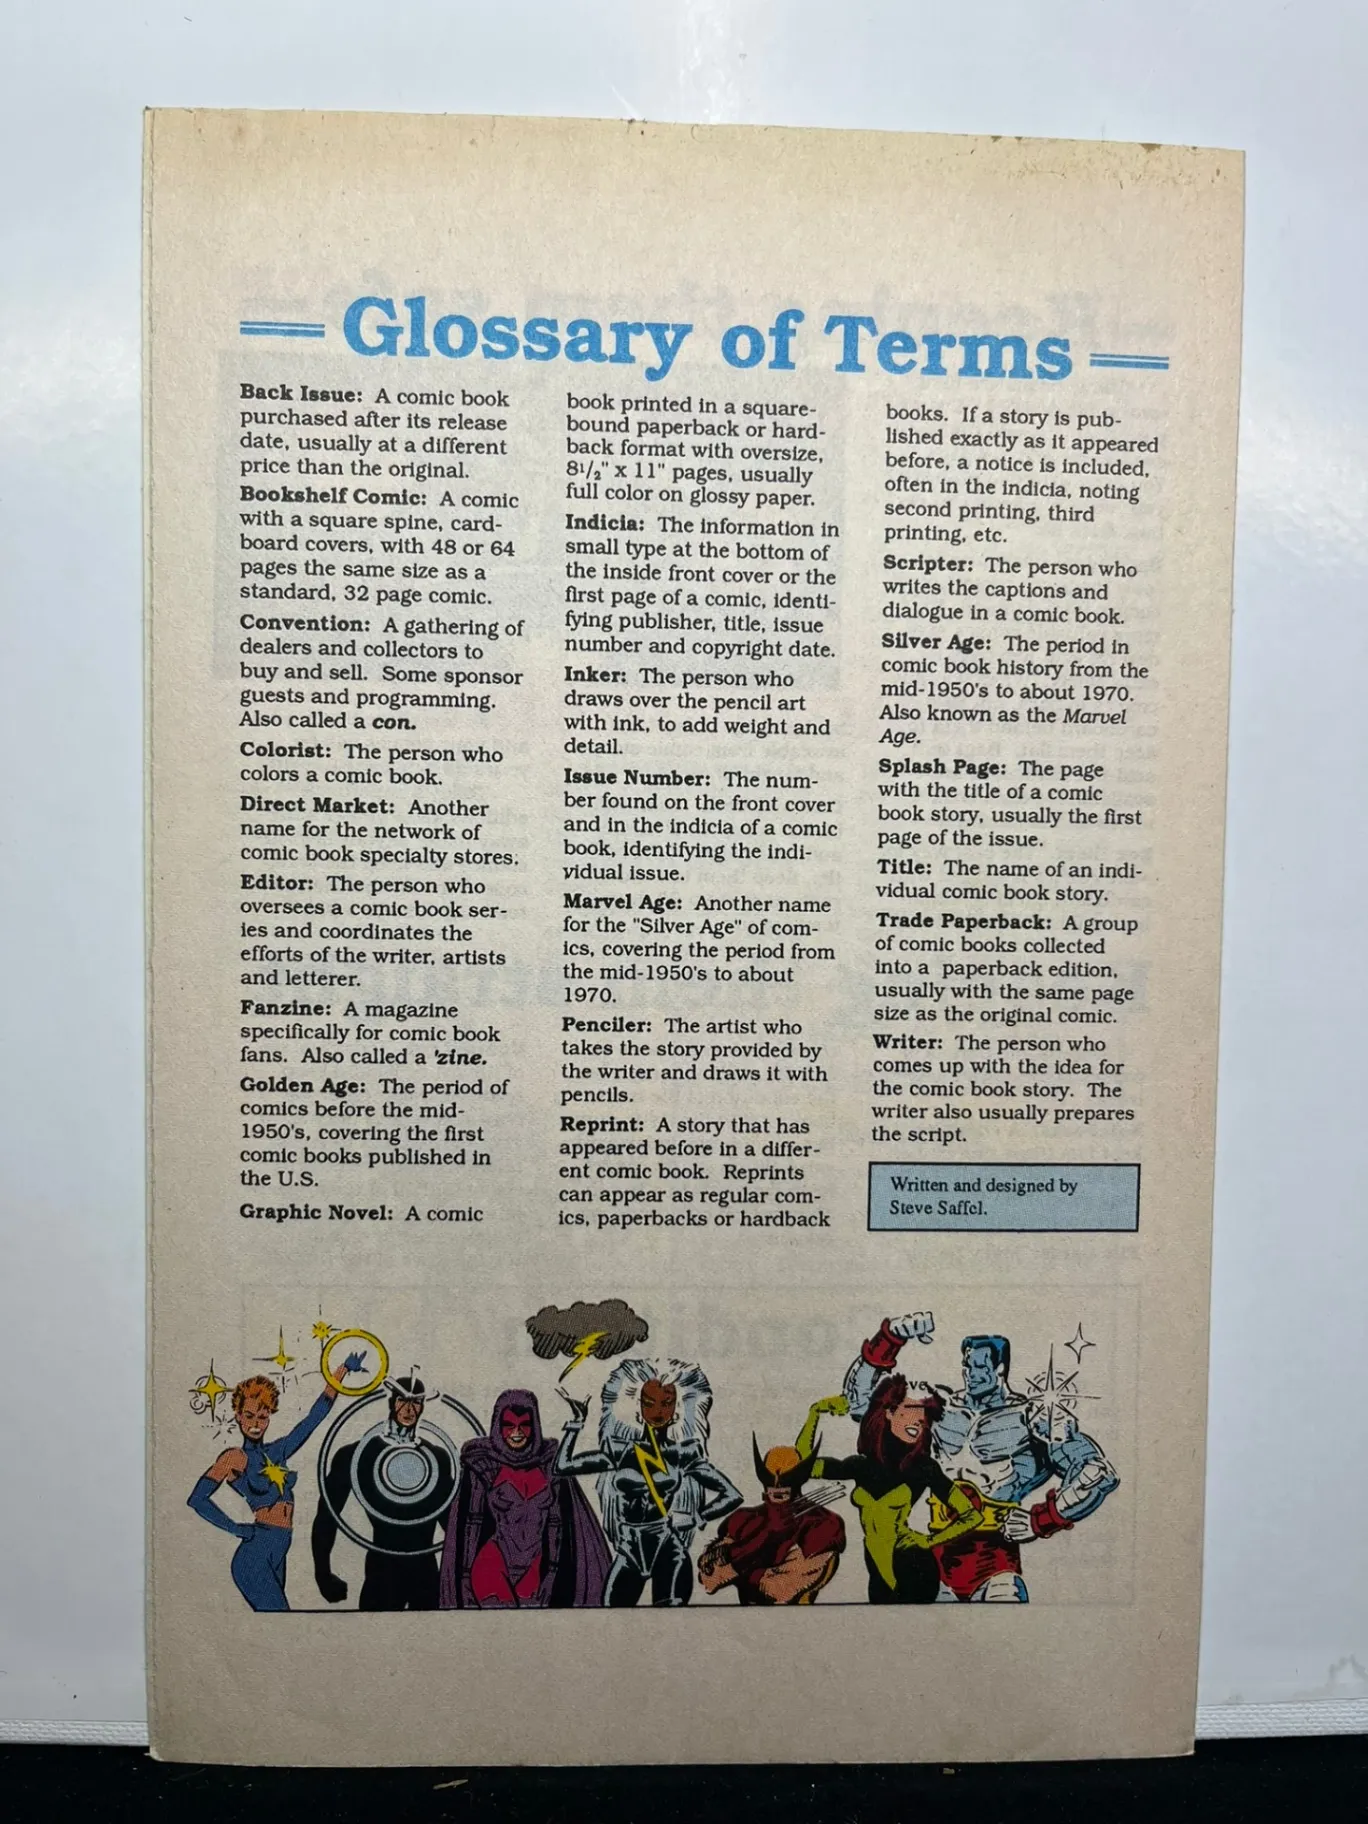 Glossary of Terms
Back Issue: A comic book
purchased after its release
date, usually at a different
price than the original.
Bookshelf Comic: A comic
with a square spine, card-
board covers, with 48 or 64
pages the same size as a
standard, 32 page comic.
Convention: A gathering of
dealers and collectors to
buy and sell. Some sponsor
guests and programming.
Also called a con.
Colorist: The person who
colors a comic book.
Direct Market: Another
name for the network of
comic book specialty stores.
Editor: The person who
oversees a comic book ser-
ies and coordinates the
efforts of the writer, artists
and letterer.
Fanzine: A magazine
specifically for comic book
fans. Also called a 'zine.
Golden Age: The period of
comics before the mid-
1950's, covering the first
comic books published in
the U.S.
Graphic Novel: A comic
book printed in a square-
bound paperback or hard-
back format with oversize,
8½" x 11" pages, usually
full color on glossy paper.
Indicia: The information in
small type at the bottom of
the inside front cover or the
first page of a comic, identi-
fying publisher, title, issue
number and copyright date.
Inker: The person who
draws over the pencil art
with ink, to add weight and
detail.
Issue Number: The num-
ber found on the front cover
and in the indicia of a comic
book, identifying the indi-
vidual issue.
Marvel Age: Another name
for the "Silver Age" of com-
ics, covering the period from
the mid-1950's to about
1970.
Penciler: The artist who
takes the story provided by
the writer and draws it with
pencils.
Reprint: A story that has
appeared before in a differ-
ent comic book. Reprints
can appear as regular com-
ics, paperbacks or hardback
books. If a story is pub-
lished exactly as it appeared
before, a notice is included,
often in the indicia, noting
second printing, third
printing, etc.
Scripter: The person who
writes the captions and
dialogue in a comic book.
Silver Age: The period in
comic book history from the
mid-1950's to about 1970.
Also known as the Marvel
Age.
Splash Page: The page
with the title of a comic
book story, usually the first
page of the issue.
Title: The name of an indi-
vidual comic book story.
Trade Paperback: A group
of comic books collected
into a paperback edition,
usually with the same page
size as the original comic.
Writer: The person who
comes up with the idea for
the comic book story. The
writer also usually prepares
the script.
Written and designed by
Steve Saffel.